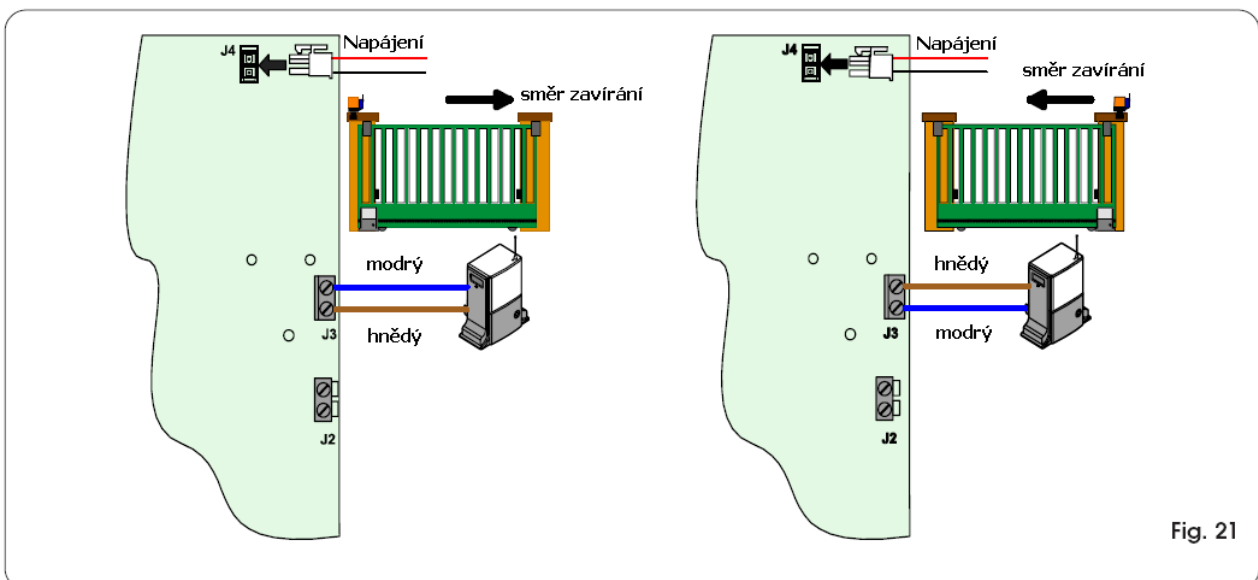 J4
Napájení
směr zavírání
modrý
hnědý
J3
J2
J4
Napájení
směr zavírání
hnědý
modrý
J3
J2
Fig. 21